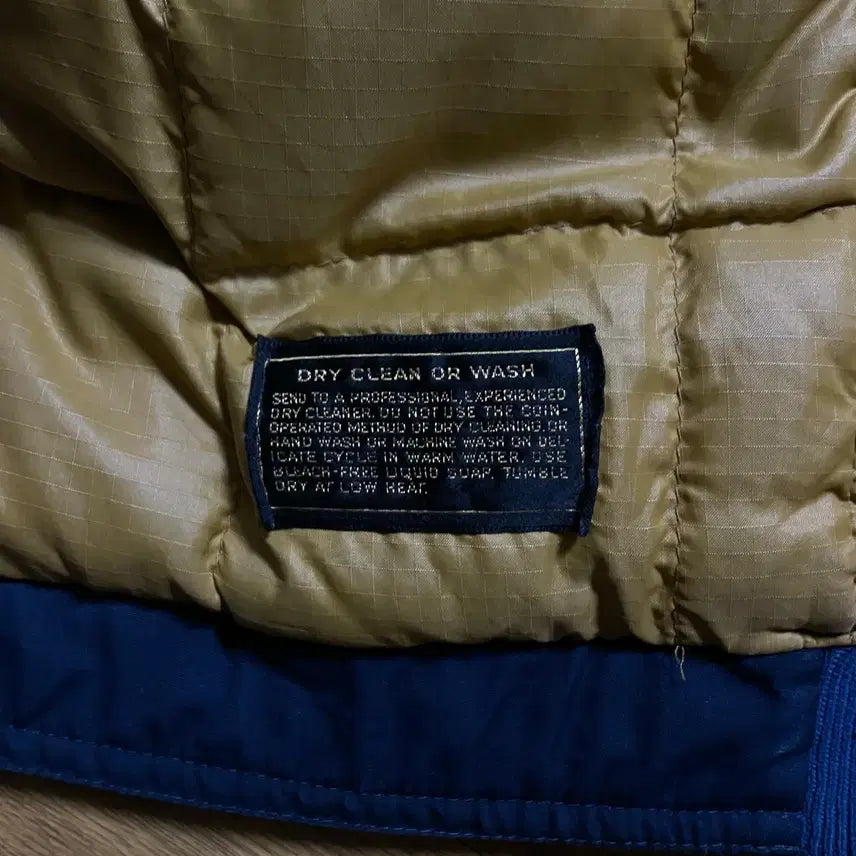 DRY CLEAN OR WASH
SEND TO A PROFESSIONAL, EXPERIENCED
DRY CLEANER. DO NOT USE THE COIN-
OPERATED METHOD OF DRY CLEANING. OR
HAND WASH OR MACHINE WASH ON DEL-
ICATE CYCLE IN WARM WATER. USE
BLEACH-FREE LIQUID SOAP. TUMBLE
DRY AT LOW HEAT.